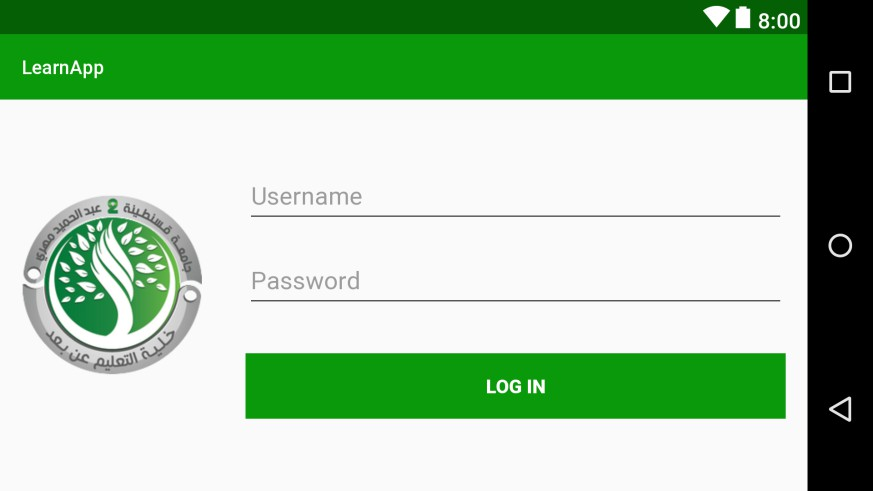 8:00
LearnApp
جامعة قسنطينة 2 عبد الحميد مهري
خلية التعليم عن بعد
Username
Password
LOG IN